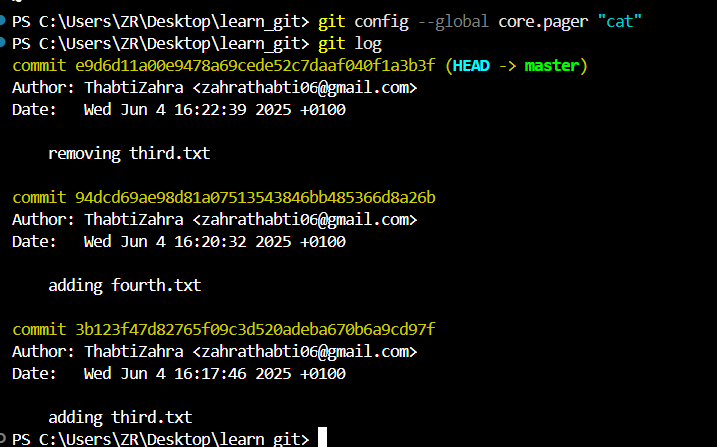 PS C:\Users\ZR\Desktop\learn_git> git config --global core.pager "cat"
PS C:\Users\ZR\Desktop\learn_git> git log
commit e9d6d11a00e9478a69cede52c7daaf040f1a3b3f (HEAD -> master)
Author: ThabtiZahra <zahrathabti06@gmail.com>
Date:   Wed Jun 4 16:22:39 2025 +0100

    removing third.txt

commit 94dcd69ae98d81a07513543846bb485366d8a26b
Author: ThabtiZahra <zahrathabti06@gmail.com>
Date:   Wed Jun 4 16:20:32 2025 +0100

    adding fourth.txt

commit 3b123f47d82765f09c3d520adeba670b6a9cd97f
Author: ThabtiZahra <zahrathabti06@gmail.com>
Date:   Wed Jun 4 16:17:46 2025 +0100

    adding third.txt
PS C:\Users\ZR\Desktop\learn_git>